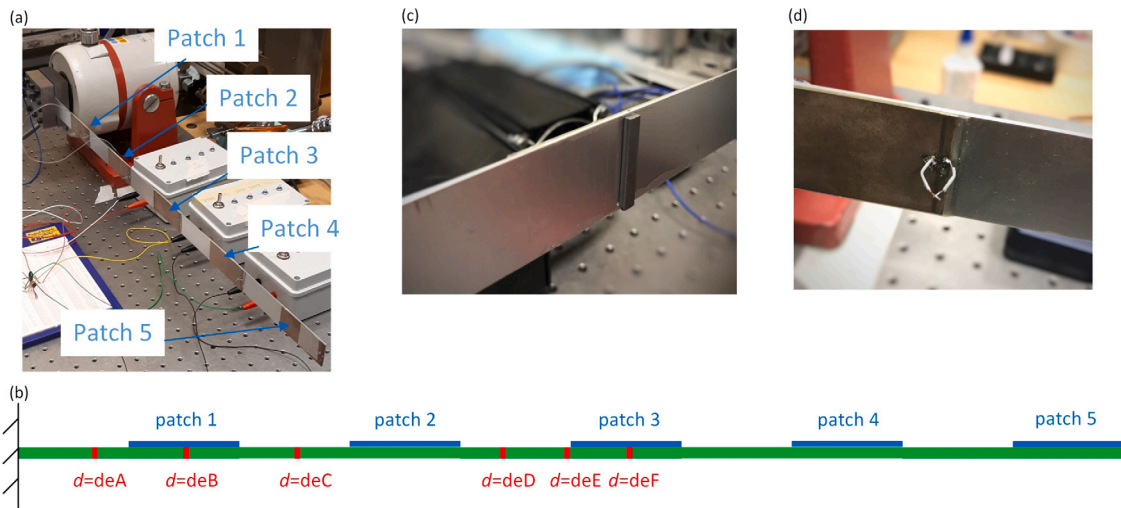 (a)
Patch 1
Patch 2
Patch 3
Patch 4
Patch 5
(c)
(d)
(b)
patch 1
patch 2
patch 3
patch 4
patch 5
d=deA
d=deB
d=deC
d=deD
d=deE
d=deF